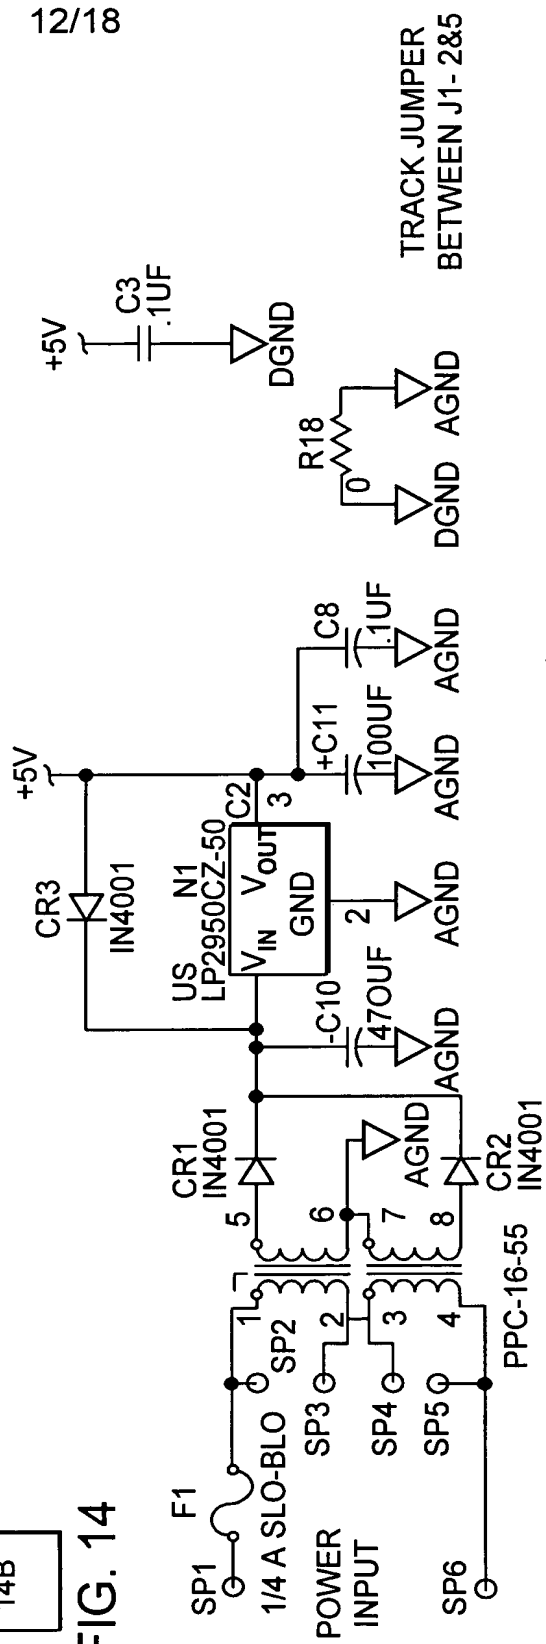 12/18
14B
FIG. 14
SP1
F1
1/4 A SLO-BLO
POWER
INPUT
SP6
SP2
SP3
SP4
SP5
1
2
3
4
PPC-16-55
5
6
7
8
CR1
IN4001
AGND
CR2
IN4001
CR3
IN4001
+5V
US N1
LP2950CZ-50
VIN VOUT
GND
C2
3
2
-C10
470UF
AGND
AGND
+C11
100UF
AGND
C8
.1UF
AGND
R18
0
DGND
AGND
+5V
C3
.1UF
DGND
TRACK JUMPER
BETWEEN J1- 2&5